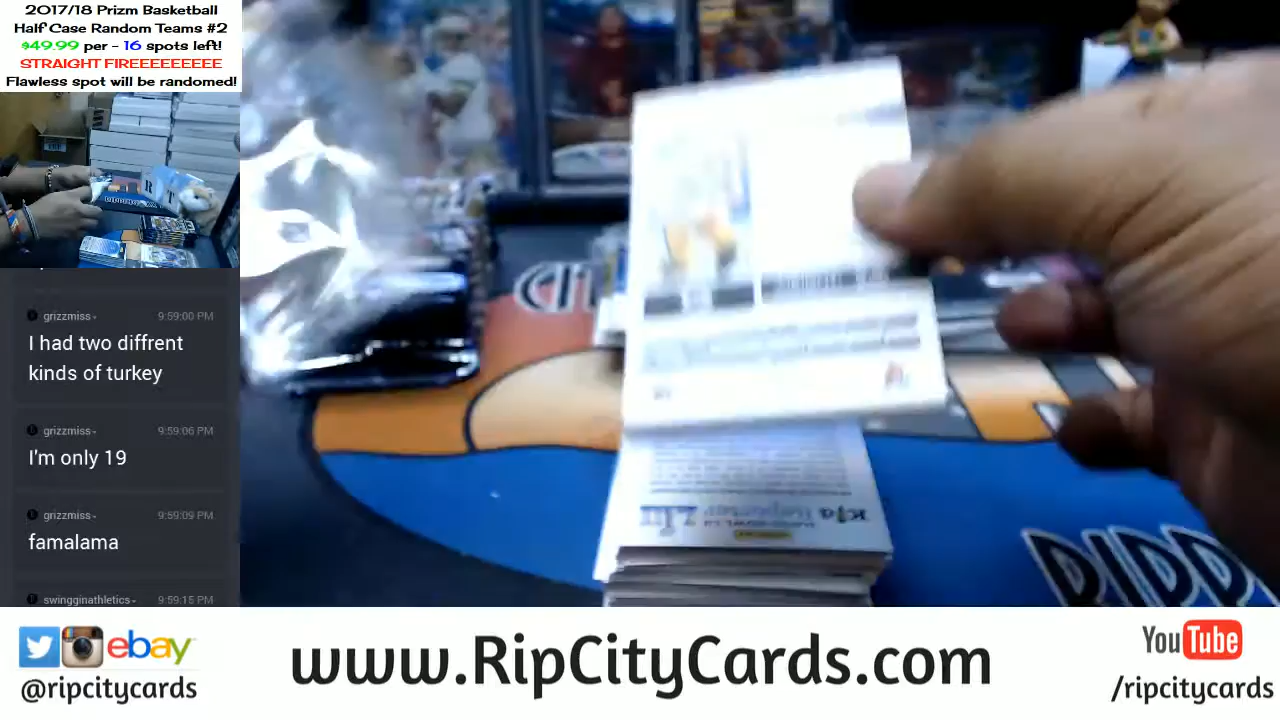 2017/18 Prizm Basketball
Half Case Random Teams #2
$49.99 per - 16 spots left!
STRAIGHT FIREEEEEEEEE
Flawless spot will be randomed!
grizzmiss 9:59:00 PM
I had two diffrent
kinds of turkey
grizzmiss 9:59:06 PM
I'm only 19
grizzmiss 9:59:09 PM
famalama
swingginathletics 9:59:15 PM
ebay
@ripcitycards
www.RipCityCards.com
YouTube
/ripcitycards